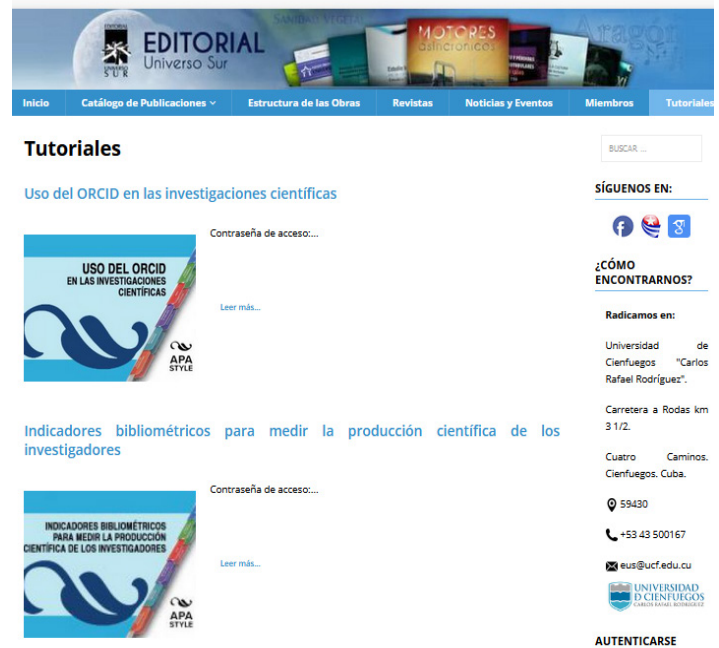 SANIDAD VEGETAL
MOTORES
asincrónicos
Aragón
UNIVERSO
SUR
EDITORIAL
Universo Sur
Inicio
Catálogo de Publicaciones
Estructura de las Obras
Revistas
Noticias y Eventos
Miembros
Tutoriales
Tutoriales
Uso del ORCID en las investigaciones científicas
Contraseña de acceso:...
USO DEL ORCID
EN LAS INVESTIGACIONES
CIENTÍFICAS
APA
STYLE
Leer más...
Indicadores bibliométricos para medir la producción científica de los
investigadores
Contraseña de acceso:...
INDICADORES BIBLIOMÉTRICOS
PARA MEDIR LA PRODUCCIÓN
CIENTÍFICA DE LOS INVESTIGADORES
APA
STYLE
Leer más...
BUSCAR ...
SÍGUENOS EN:
¿CÓMO
ENCONTRARNOS?
Radicamos en:
Universidad de
Cienfuegos "Carlos
Rafael Rodríguez".
Carretera a Rodas km
3 1/2.
Cuatro Caminos.
Cienfuegos. Cuba.
59430
+53 43 500167
eus@ucf.edu.cu
UNIVERSIDAD
D CIENFUEGOS
CARLOS RAFAEL RODRÍGUEZ
AUTENTICARSE